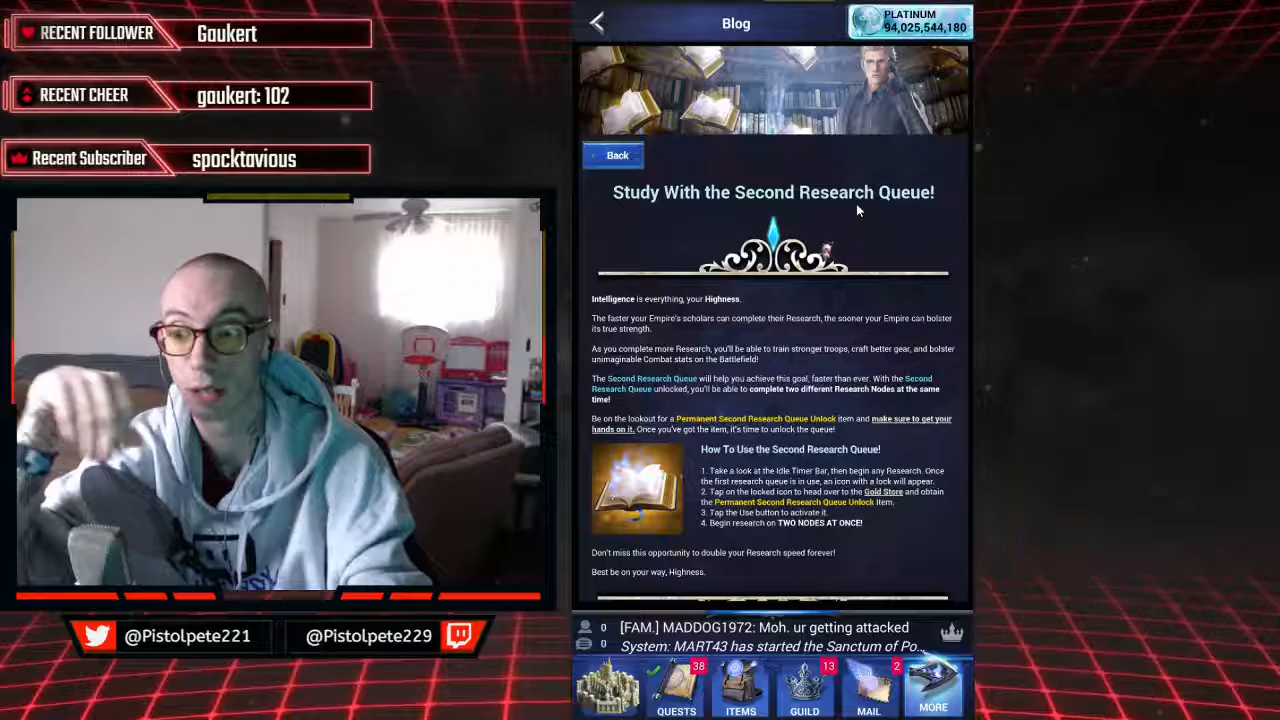 RECENT FOLLOWER
Gaukert
RECENT CHEER
gaukert: 102
Recent Subscriber
spocktavious
@Pistolpete221
@Pistolpete229
Blog
PLATINUM
94,025,544,180
Back
Study With the Second Research Queue!
Intelligence is everything, your Highness.
The faster your Empire's scholars can complete their Research, the sooner your Empire can bolster
its true strength.
As you complete more Research, you'll be able to train stronger troops, craft better gear, and bolster
unimaginable Combat stats on the Battlefield!
The Second Research Queue will help you achieve this goal, faster than ever. With the Second
Research Queue unlocked, you'll be able to complete two different Research Nodes at the same
time!
Be on the lookout for a Permanent Second Research Queue Unlock item and make sure to get your
hands on it. Once you've got the item, it's time to unlock the queue!
How To Use the Second Research Queue!
1. Take a look at the Idle Timer Bar, then begin any Research. Once
the first research queue is in use, an icon with a lock will appear.
2. Tap on the locked icon to head over to the Gold Store and obtain
the Permanent Second Research Queue Unlock Item.
3. Tap the Use button to activate it.
4. Begin research on TWO NODES AT ONCE!
Don't miss this opportunity to double your Research speed forever!
Best be on your way, Highness.
0 [FAM.] MADDOG1972: Moh. ur getting attacked
0 System: MART43 has started the Sanctum of Po...
38
13
2
QUESTS
ITEMS
GUILD
MAIL
MORE